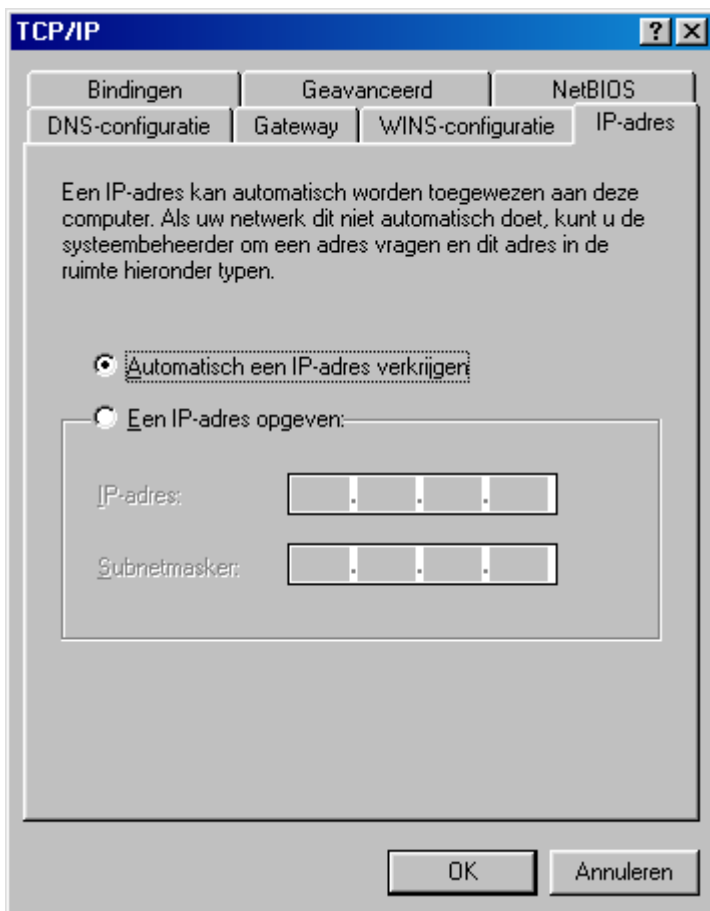 TCP/IP
Bindingen
Geavanceerd
NetBIOS
DNS-configuratie
Gateway
WINS-configuratie
IP-adres
Een IP-adres kan automatisch worden toegewezen aan deze
computer. Als uw netwerk dit niet automatisch doet, kunt u de
systeembeheerder om een adres vragen en dit adres in de
ruimte hieronder typen.
Automatisch een IP-adres verkrijgen
Een IP-adres opgeven:
IP-adres:
Subnetmasker:
OK
Annuleren